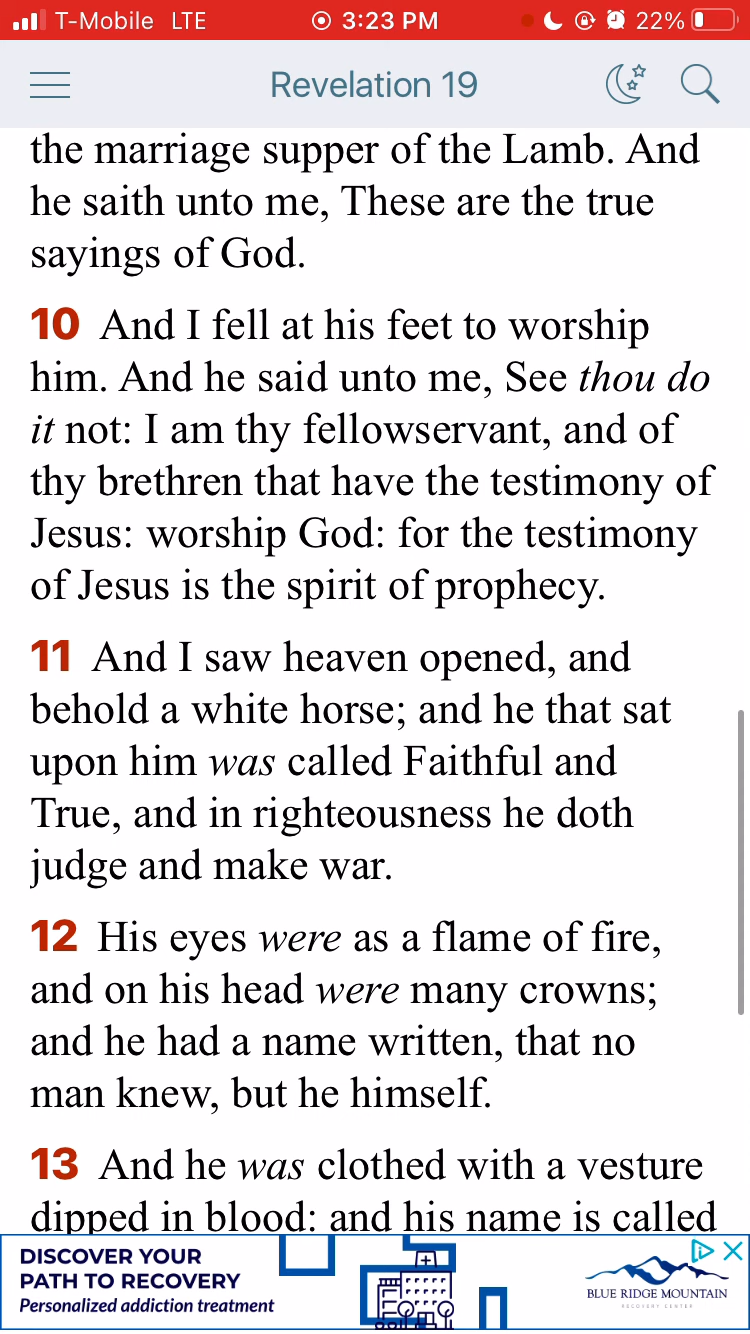 T-Mobile LTE 3:23 PM 22%
Revelation 19
the marriage supper of the Lamb. And
he saith unto me, These are the true
sayings of God.
10 And I fell at his feet to worship
him. And he said unto me, See thou do
it not: I am thy fellowservant, and of
thy brethren that have the testimony of
Jesus: worship God: for the testimony
of Jesus is the spirit of prophecy.
11 And I saw heaven opened, and
behold a white horse; and he that sat
upon him was called Faithful and
True, and in righteousness he doth
judge and make war.
12 His eyes were as a flame of fire,
and on his head were many crowns;
and he had a name written, that no
man knew, but he himself.
13 And he was clothed with a vesture
dipped in blood: and his name is called
DISCOVER YOUR
PATH TO RECOVERY
Personalized addiction treatment
BLUE RIDGE MOUNTAIN
RECOVERY CENTER